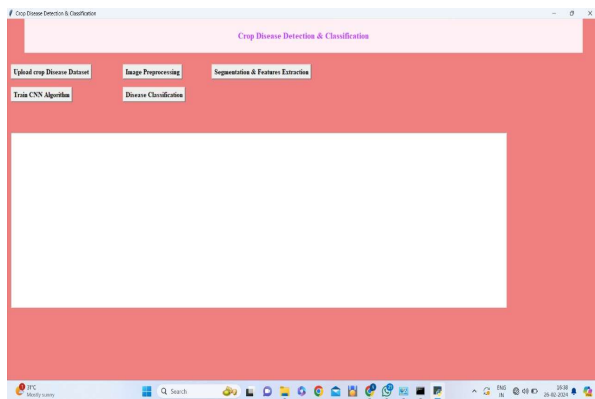 Crop Disease Detection & Classification
Crop Disease Detection & Classification
Upload crop Disease Dataset
Image Preprocessing
Segmentation & Features Extraction
Train CNN Algorithm
Disease Classification
31°C
Mostly sunny
Search
ENG
IN
16:38
26-02-2024